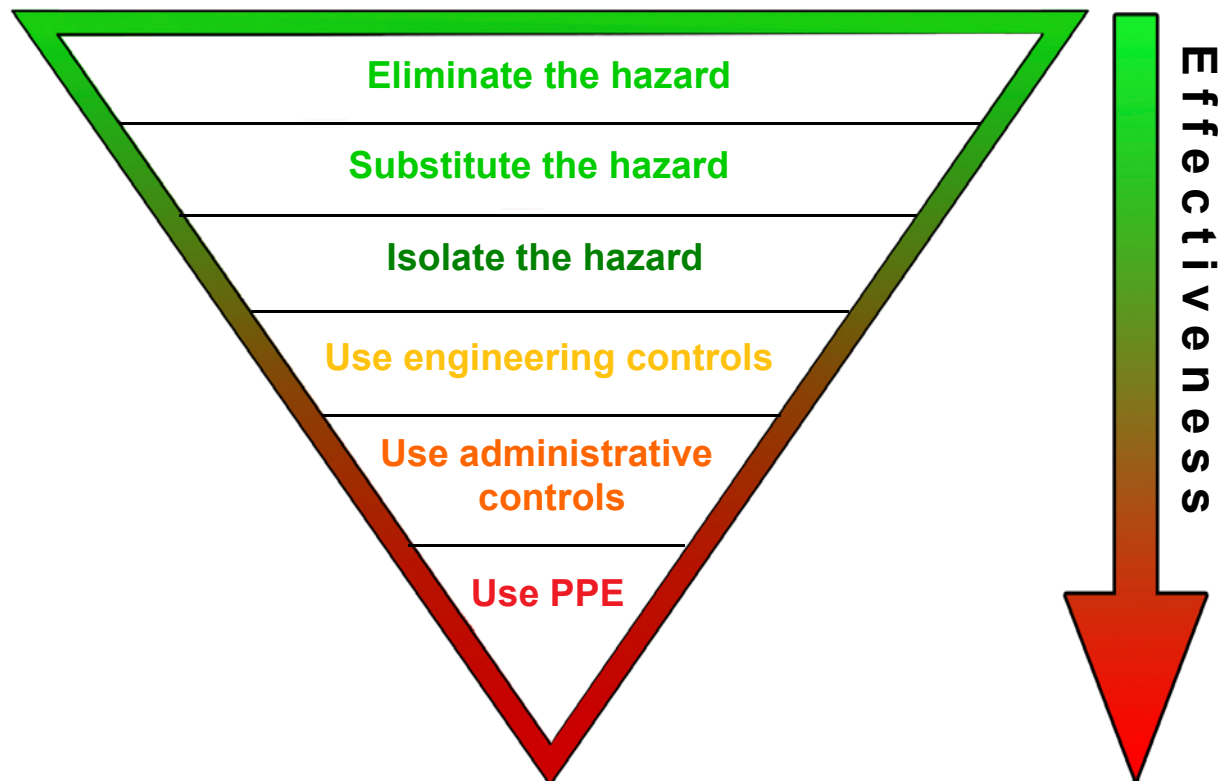 Eliminate the hazard
Substitute the hazard
Isolate the hazard
Use engineering controls
Use administrative
controls
Use PPE
Effectiveness